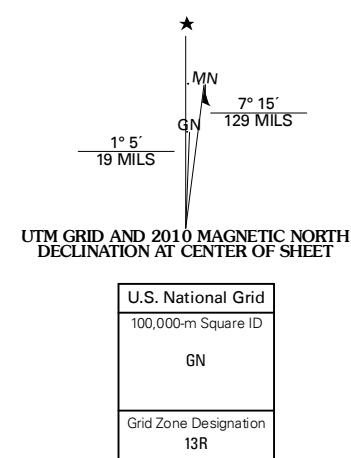 ★
MN
7° 15´
129 MILS
GN
1° 5´
19 MILS
UTM GRID AND 2010 MAGNETIC NORTH
DECLINATION AT CENTER OF SHEET
U.S. National Grid
100,000-m Square ID
GN
Grid Zone Designation
13R